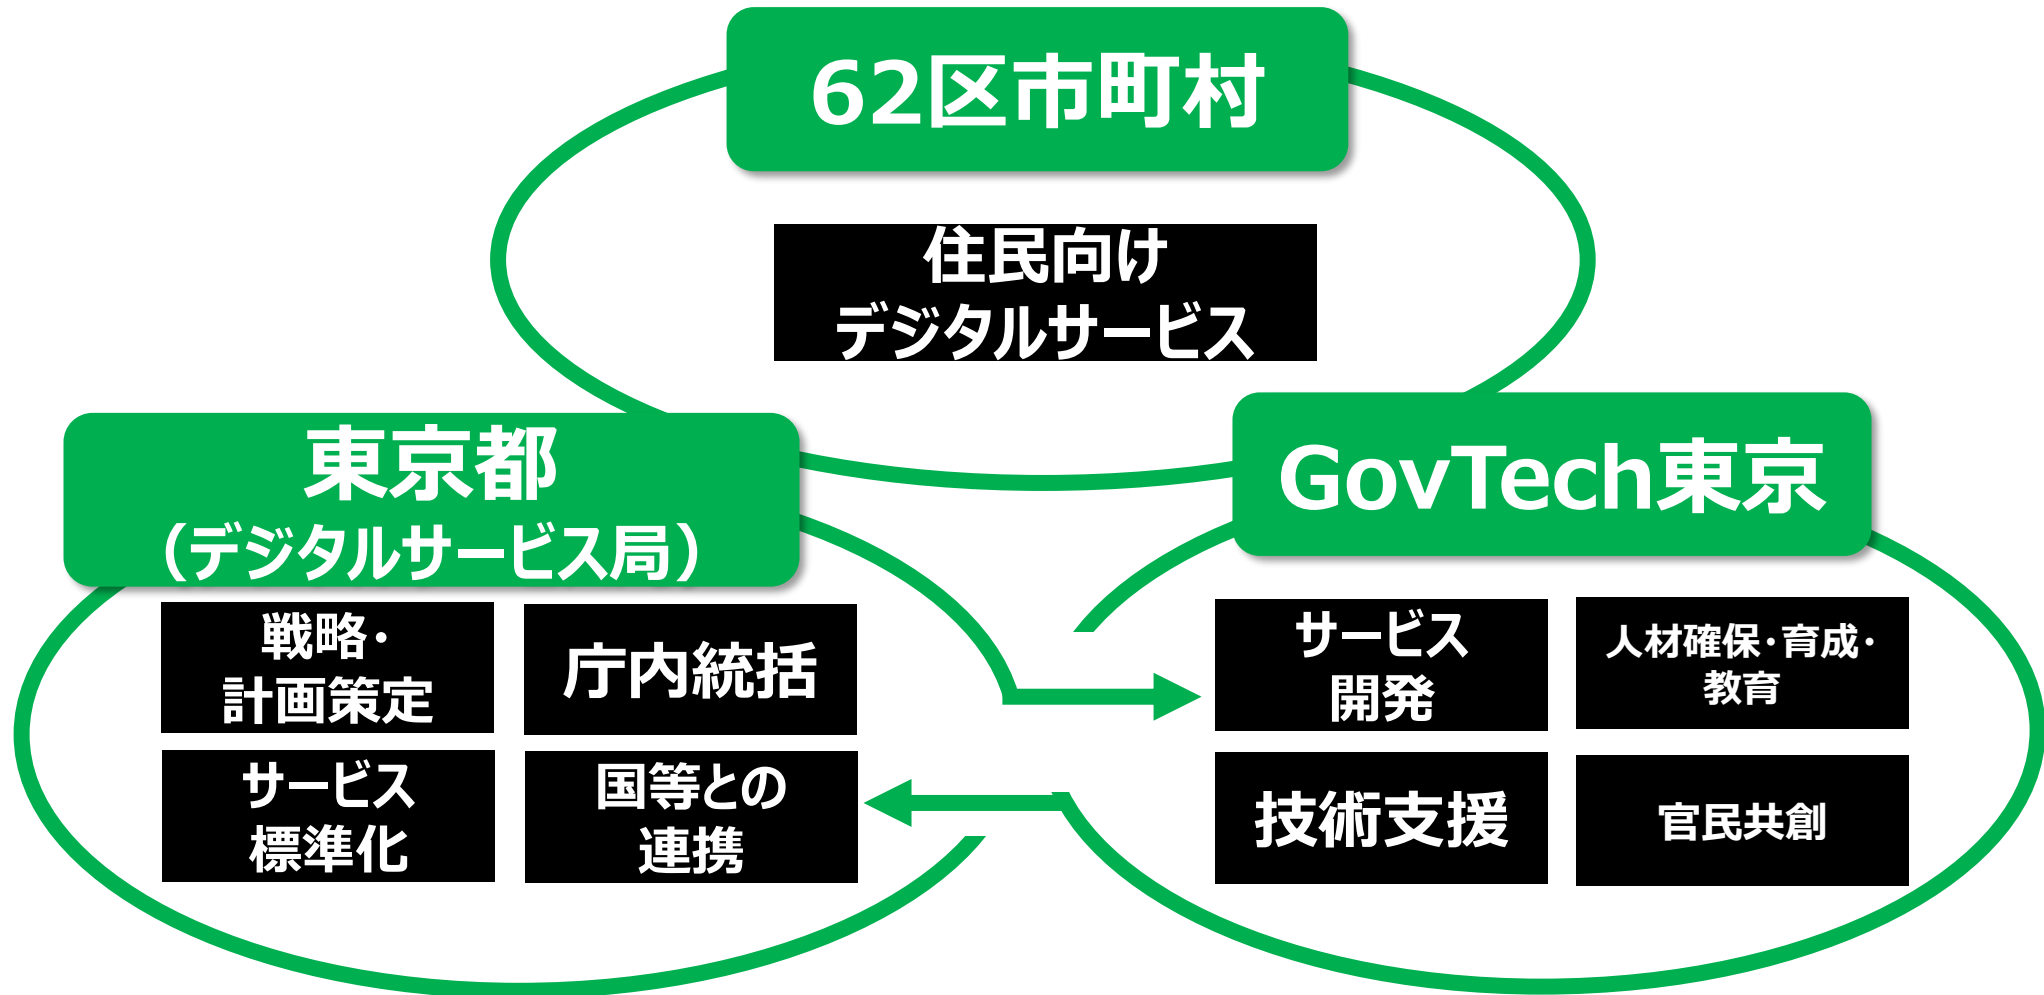 62区市町村
住民向け
デジタルサービス
東京都
（デジタルサービス局）
GovTech東京
戦略・
計画策定
庁内統括
サービス
標準化
国等との
連携
サービス
開発
人材確保・育成・
教育
技術支援
官民共創